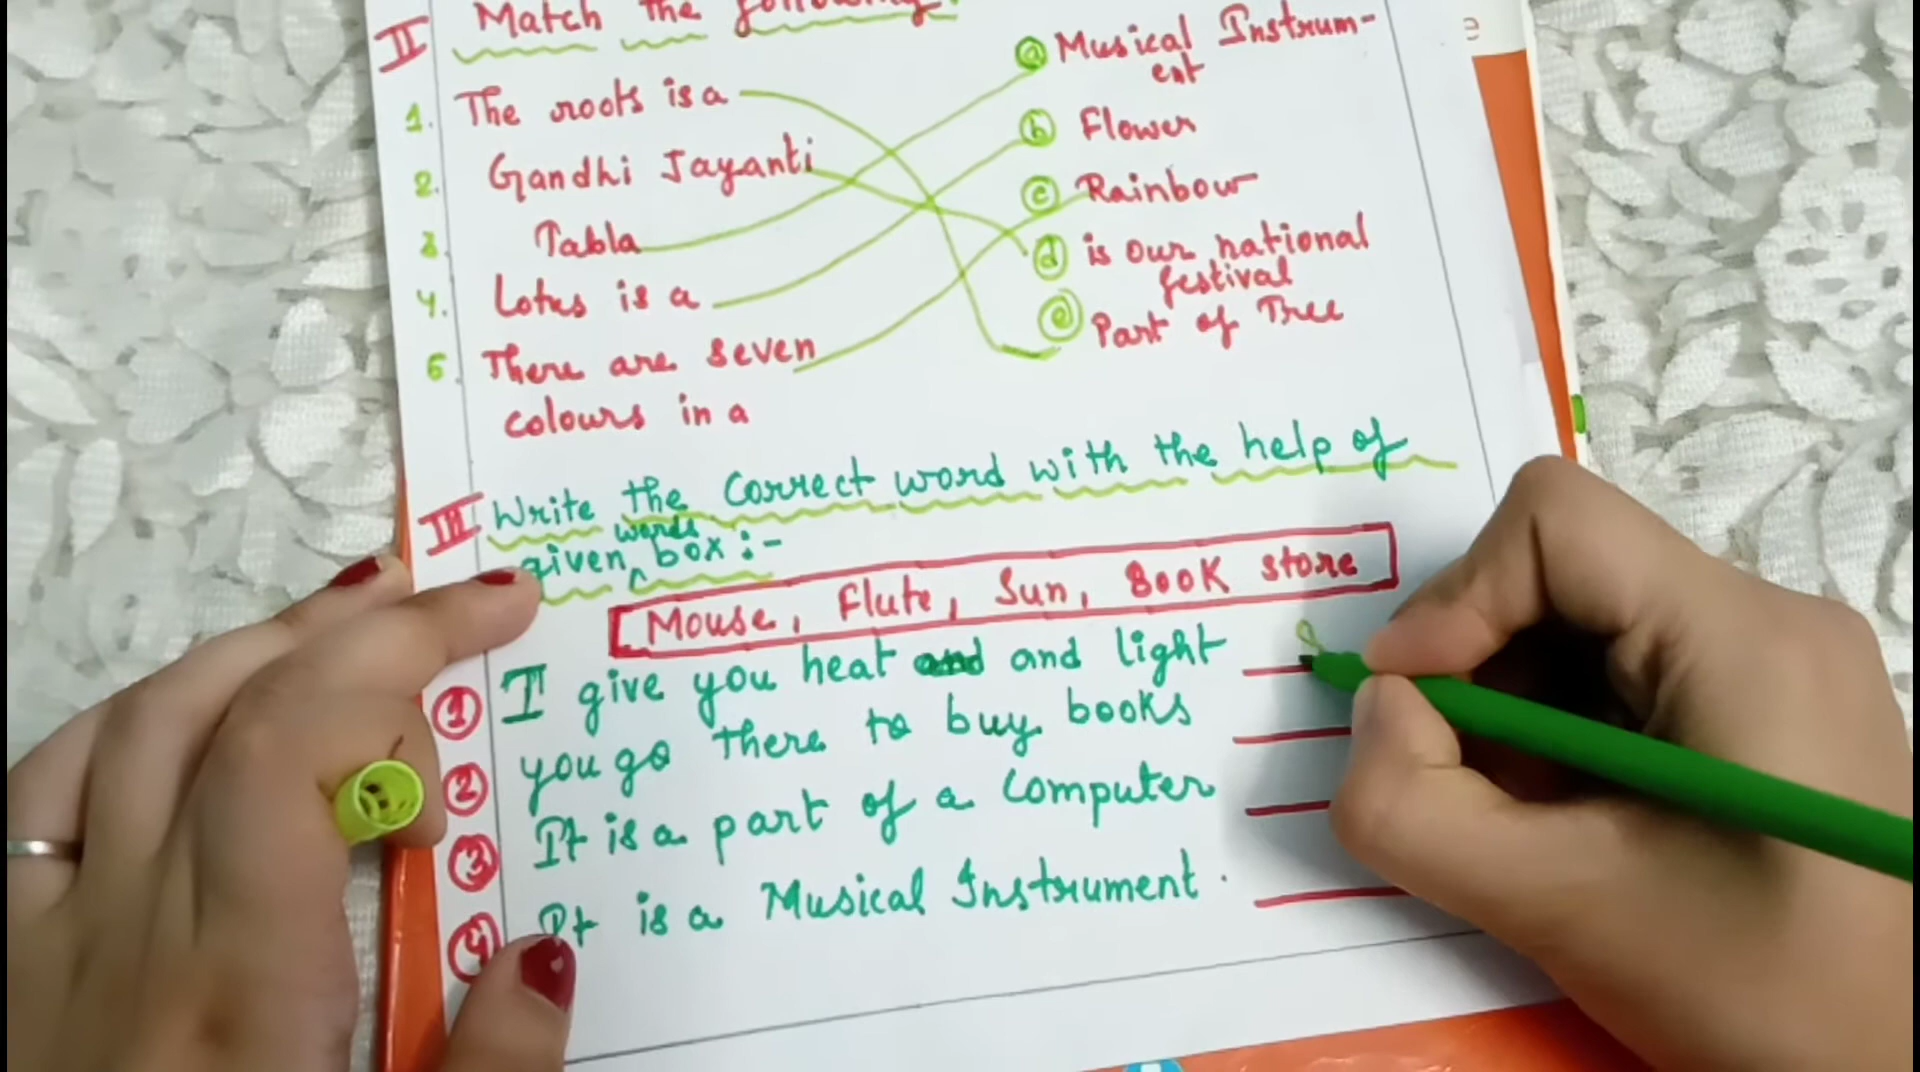 II Match the following:
1. The roots is a
2. Gandhi Jayanti
3. Tabla
4. Lotus is a
5. There are seven
colours in a
a Musical Instrum-
ent
b Flower
c Rainbow
d is our national
festival
e Part of Tree
III Write the correct word with the help of
given words box:-
Mouse, Flute, Sun, Book store
1 I give you heat and and light
2 you go there to buy books
3 It is a part of a computer
4 It is a Musical Instrument.